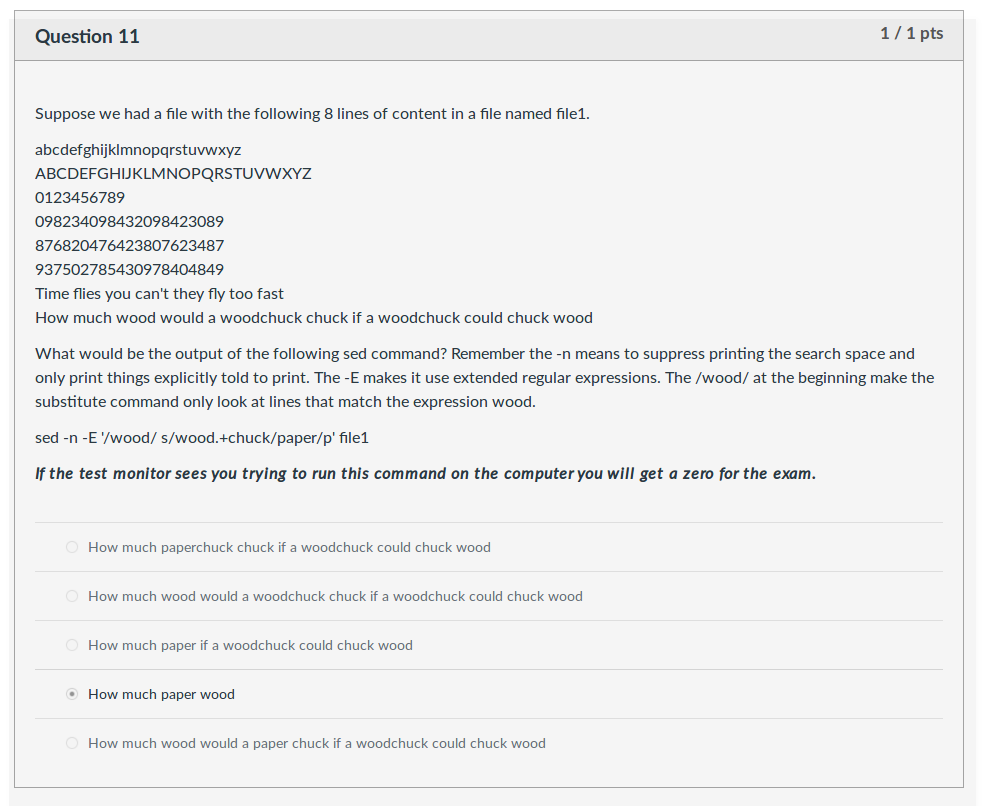 Question 11
1 / 1 pts
Suppose we had a file with the following 8 lines of content in a file named file1.
abcdefghijklmnopqrstuvwxyz
ABCDEFGHIJKLMNOPQRSTUVWXYZ
0123456789
098234098432098423089
876820476423807623487
937502785430978404849
Time flies you can't they fly too fast
How much wood would a woodchuck chuck if a woodchuck could chuck wood
What would be the output of the following sed command? Remember the -n means to suppress printing the search space and
only print things explicitly told to print. The -E makes it use extended regular expressions. The /wood/ at the beginning make the
substitute command only look at lines that match the expression wood.
sed -n -E '/wood/ s/wood.+chuck/paper/p' file1
If the test monitor sees you trying to run this command on the computer you will get a zero for the exam.
How much paperchuck chuck if a woodchuck could chuck wood
How much wood would a woodchuck chuck if a woodchuck could chuck wood
How much paper if a woodchuck could chuck wood
How much paper wood
How much wood would a paper chuck if a woodchuck could chuck wood